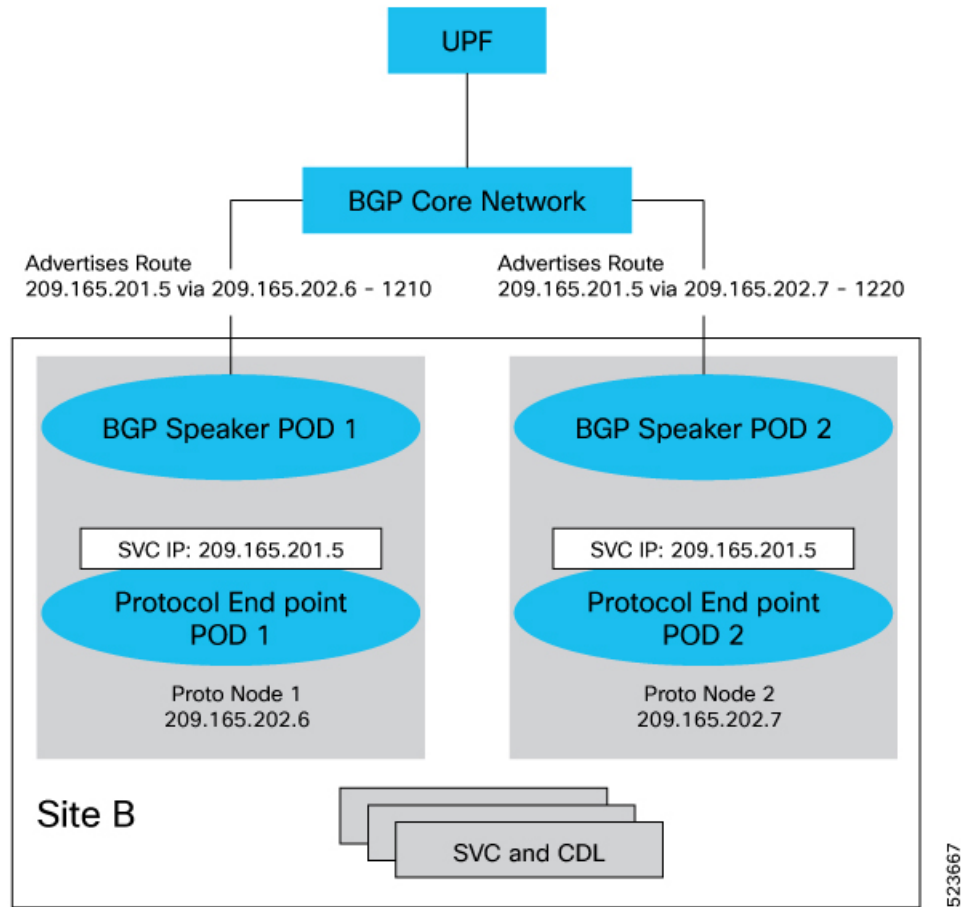 UPF
BGP Core Network
Advertises Route
209.165.201.5 via 209.165.202.6 - 1210
Advertises Route
209.165.201.5 via 209.165.202.7 - 1220
BGP Speaker POD 1
SVC IP: 209.165.201.5
Protocol End point
POD 1
Proto Node 1
209.165.202.6
BGP Speaker POD 2
SVC IP: 209.165.201.5
Protocol End point
POD 2
Proto Node 2
209.165.202.7
Site B
SVC and CDL
523667